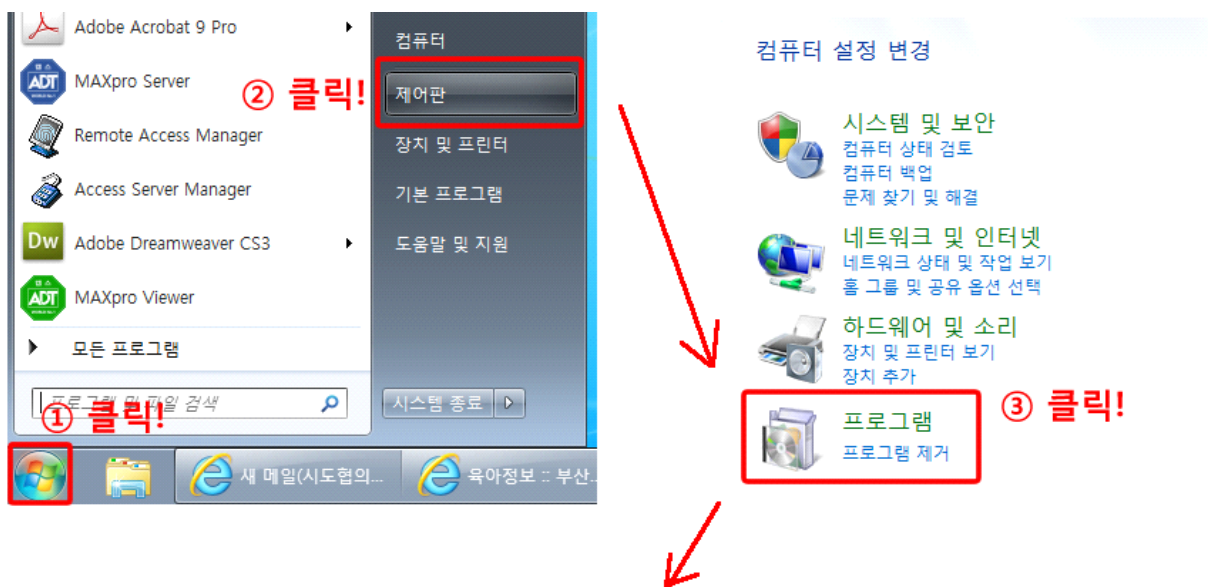 Adobe Acrobat 9 Pro
MAXpro Server
Remote Access Manager
Access Server Manager
Dw Adobe Dreamweaver CS3
ADT MAXpro Viewer
모든 프로그램
프로그램 및 파일 검색
① 클릭!
컴퓨터
② 클릭!
제어판
장치 및 프린터
기본 프로그램
도움말 및 지원
시스템 종료
새 메일(시도협의...
육아정보 :: 부산...
컴퓨터 설정 변경
시스템 및 보안
컴퓨터 상태 검토
컴퓨터 백업
문제 찾기 및 해결
네트워크 및 인터넷
네트워크 상태 및 작업 보기
홈 그룹 및 공유 옵션 선택
하드웨어 및 소리
장치 및 프린터 보기
장치 추가
프로그램
프로그램 제거
③ 클릭!